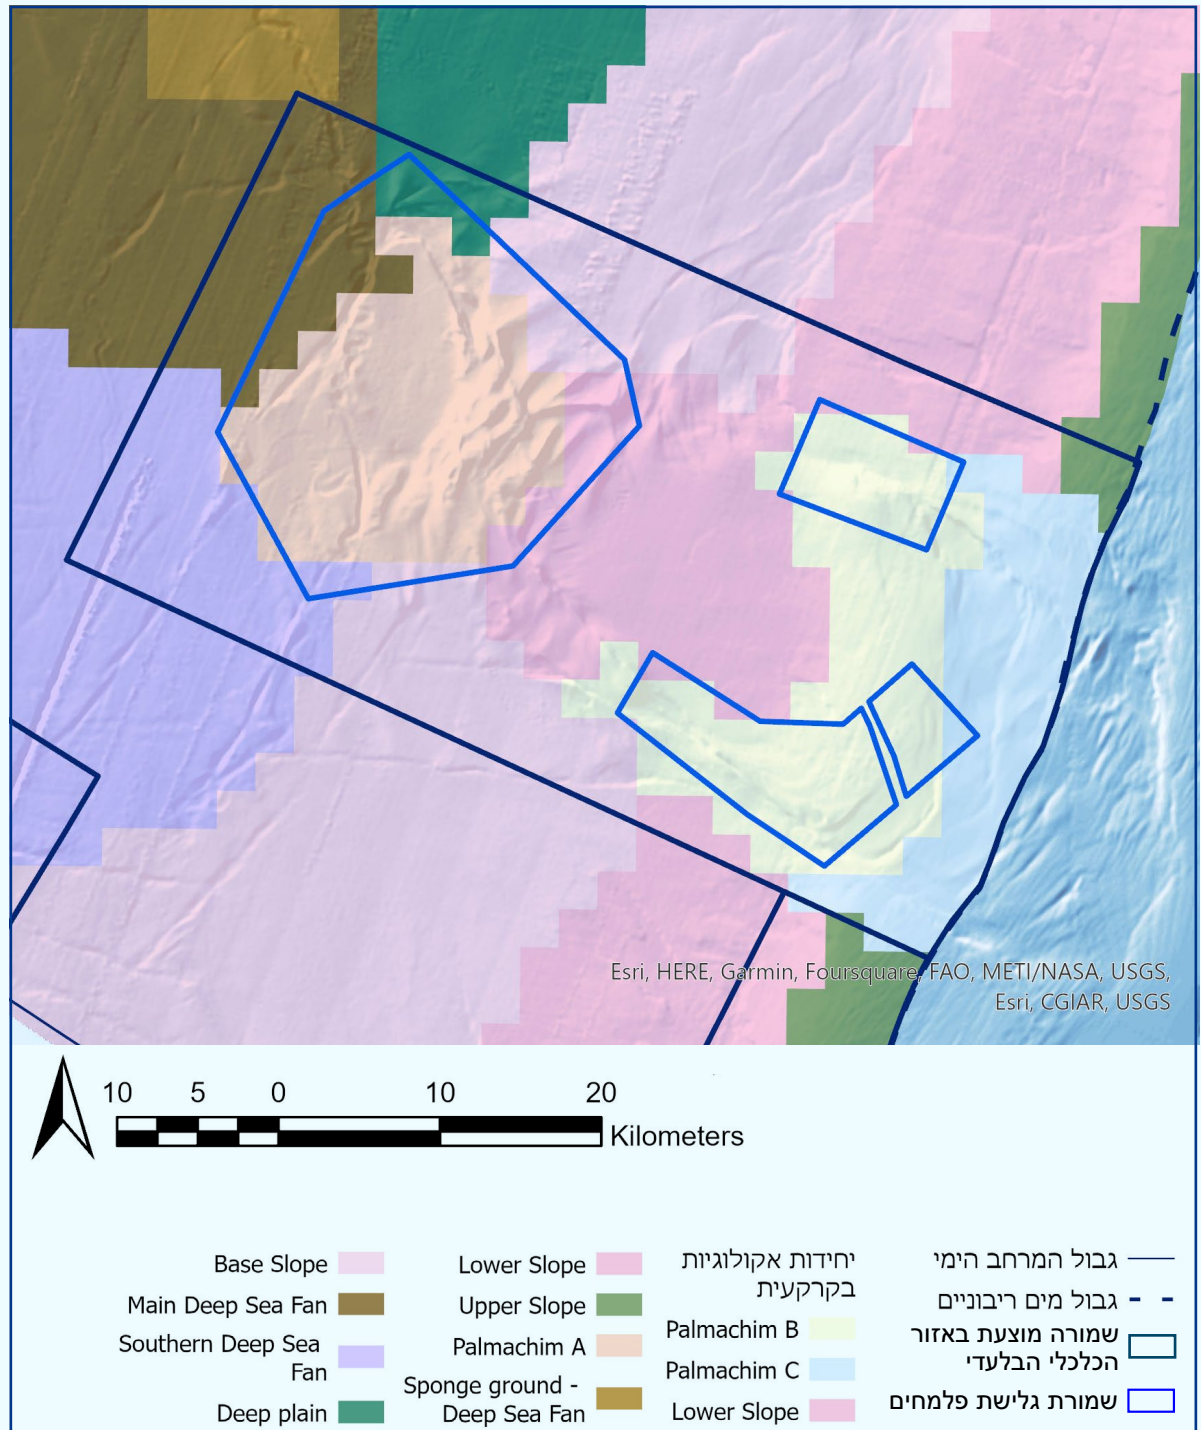 Esri, HERE, Garmin, Foursquare, FAO, METI/NASA, USGS,
Esri, CGIAR, USGS
10 5 0 10 20
Kilometers
גבול המרחב הימי
גבול מים ריבוניים
שמורה מוצעת באזור
הכלכלי הבלעדי
שמורת גלישת פלמחים
יחידות אקולוגיות
בקרקעית
Palmachim B
Palmachim C
Lower Slope
Lower Slope
Upper Slope
Palmachim A
Sponge ground -
Deep Sea Fan
Base Slope
Main Deep Sea Fan
Southern Deep Sea
Fan
Deep plain